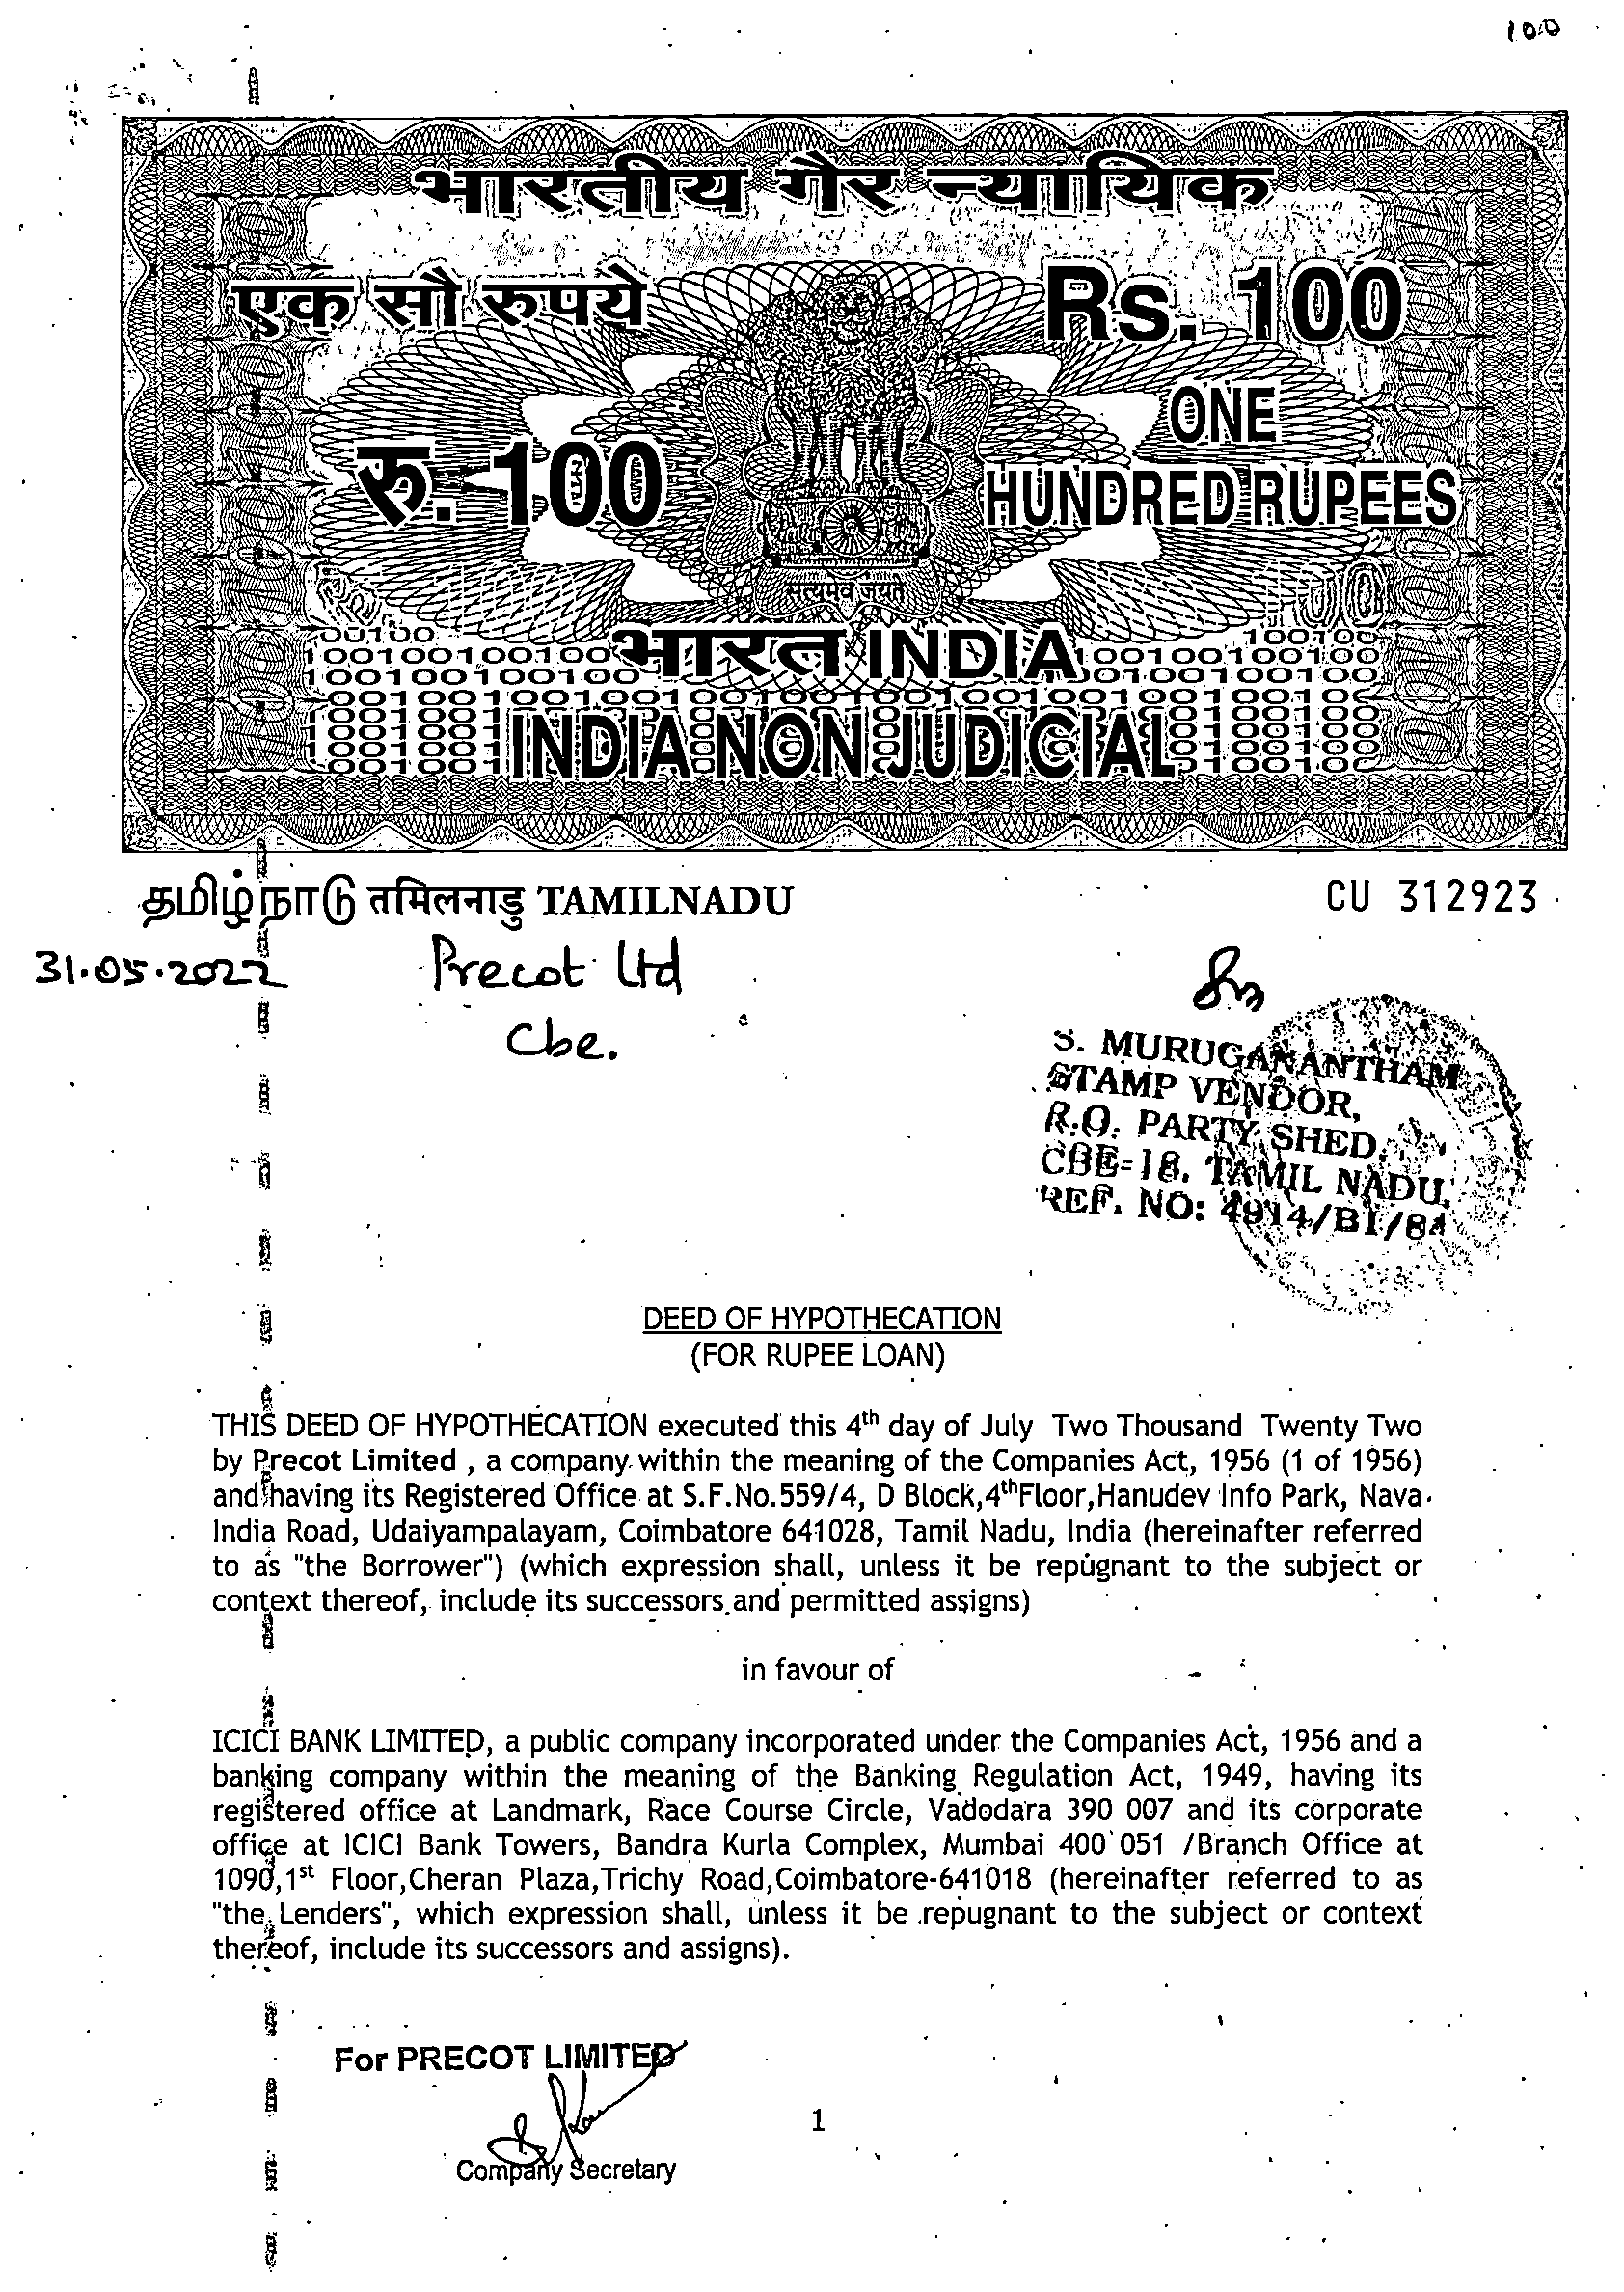 100
भारतीय गैर न्यायिक
एक सौ रुपये
Rs. 100
रु. 100
ONE
HUNDRED RUPEES
सत्यमेव जयते
भारत INDIA
INDIA NON JUDICIAL
தமிழ்நாடு तमिलनाडु TAMILNADU
CU 312923
31.05.2022
Precot Ltd
Cbe.
S. MURUGANANTHAM
STAMP VENDOR,
R.O. PARTY SHED,
CBE-18, TAMIL NADU,
REF. NO: 4914/B1/84
DEED OF HYPOTHECATION
(FOR RUPEE LOAN)
THIS DEED OF HYPOTHECATION executed this 4th day of July Two Thousand Twenty Two
by Precot Limited , a company within the meaning of the Companies Act, 1956 (1 of 1956)
and having its Registered Office at S.F.No.559/4, D Block,4thFloor,Hanudev Info Park, Nava
India Road, Udaiyampalayam, Coimbatore 641028, Tamil Nadu, India (hereinafter referred
to as "the Borrower") (which expression shall, unless it be repugnant to the subject or
context thereof, include its successors and permitted assigns)
in favour of
ICICI BANK LIMITED, a public company incorporated under the Companies Act, 1956 and a
banking company within the meaning of the Banking Regulation Act, 1949, having its
registered office at Landmark, Race Course Circle, Vadodara 390 007 and its corporate
office at ICICI Bank Towers, Bandra Kurla Complex, Mumbai 400 051 /Branch Office at
1090,1st Floor,Cheran Plaza,Trichy Road,Coimbatore-641018 (hereinafter referred to as
"the Lenders", which expression shall, unless it be repugnant to the subject or context
thereof, include its successors and assigns).
For PRECOT LIMITED
Company Secretary
1